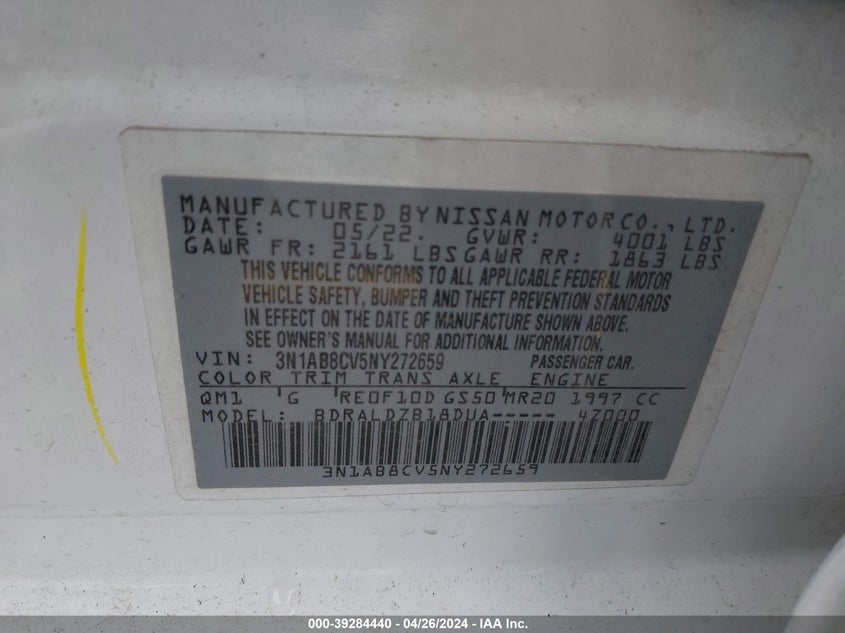 MANUFACTURED BY NISSAN MOTOR CO., LTD.
DATE: 05/22. GVWR: 4001 LBS
GAWR FR: 2161 LBS GAWR RR: 1863 LBS
THIS VEHICLE CONFORMS TO ALL APPLICABLE FEDERAL MOTOR
VEHICLE SAFETY, BUMPER AND THEFT PREVENTION STANDARDS
IN EFFECT ON THE DATE OF MANUFACTURE SHOWN ABOVE.
SEE OWNER'S MANUAL FOR ADDITIONAL INFORMATION.
VIN: 3N1AB8CV5NY272659 PASSENGER CAR.
COLOR TRIM TRANS AXLE ENGINE
QM1 G RE0F10D GS50 MR20 1997 CC
MODEL: BDRALDZB18DUA----- 4Z000
3N1AB8CV5NY272659
000-39284440 - 04/26/2024 - IAA Inc.